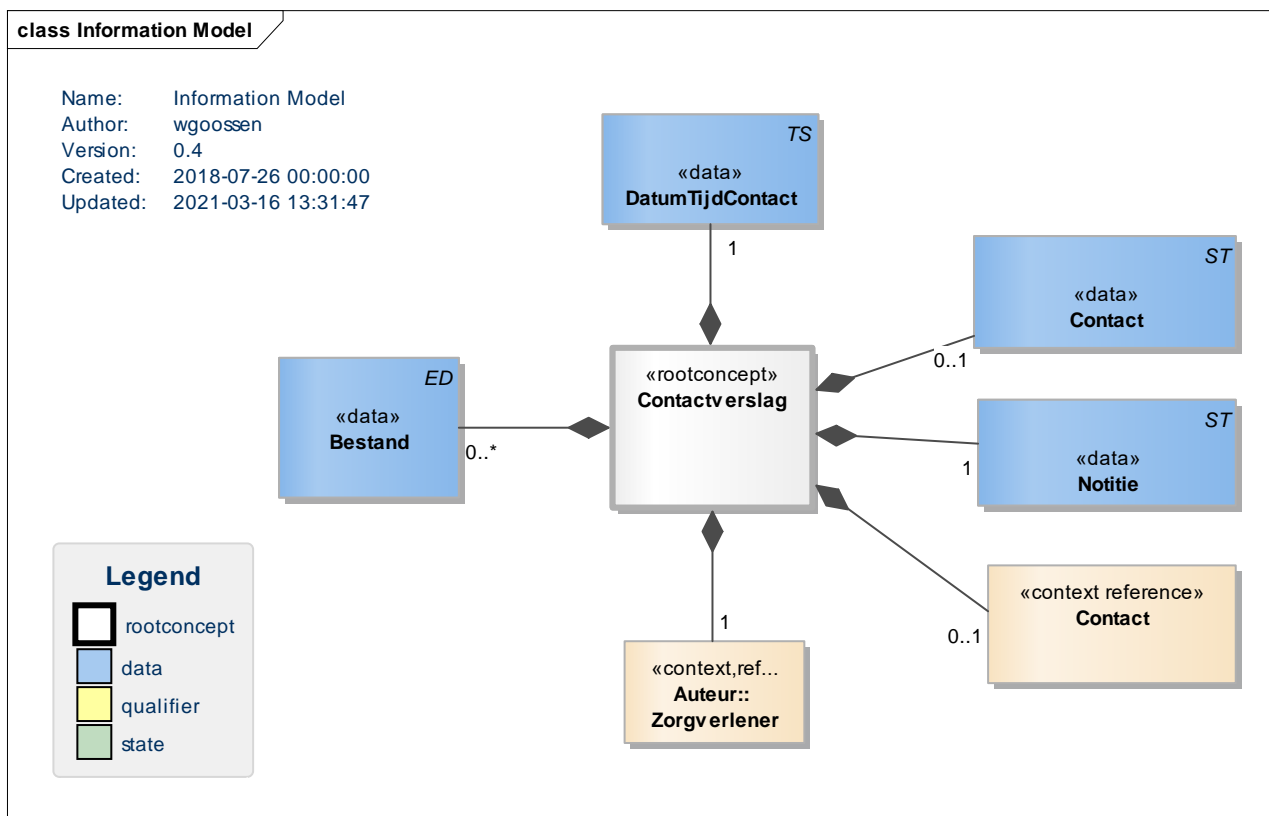 class Information Model
Name: Information Model
Author: wgoossen
Version: 0.4
Created: 2018-07-26 00:00:00
Updated: 2021-03-16 13:31:47
TS
«data»
DatumTijdContact
1
ST
«data»
Contact
0..1
«rootconcept»
Contactverslag
ED
«data»
Bestand
0..*
ST
«data»
Notitie
1
«context reference»
Contact
0..1
1
«context,ref...
Auteur::
Zorgverlener
Legend
rootconcept
data
qualifier
state